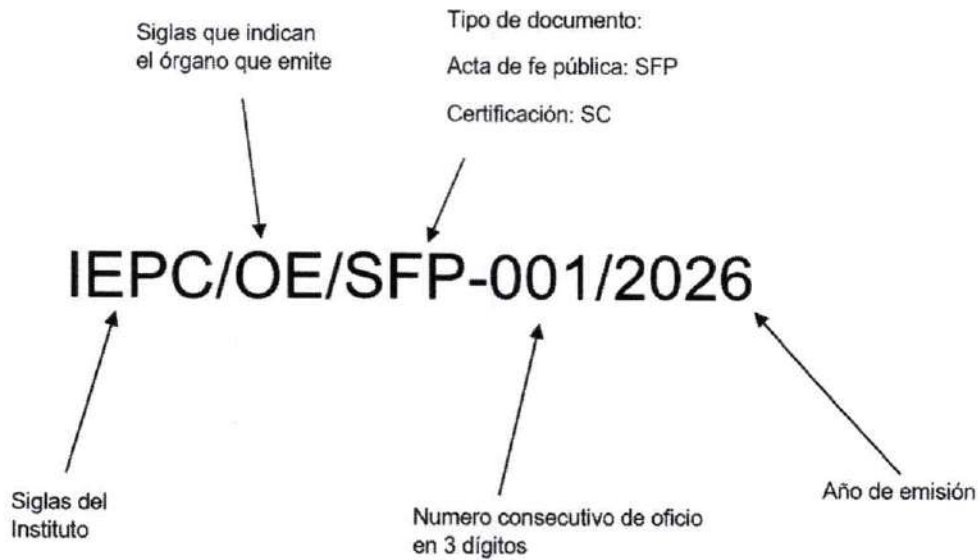 Siglas que indican
el órgano que emite
Tipo de documento:
Acta de fe pública: SFP
Certificación: SC
IEPC/OE/SFP-001/2026
Siglas del
Instituto
Numero consecutivo de oficio
en 3 dígitos
Año de emisión